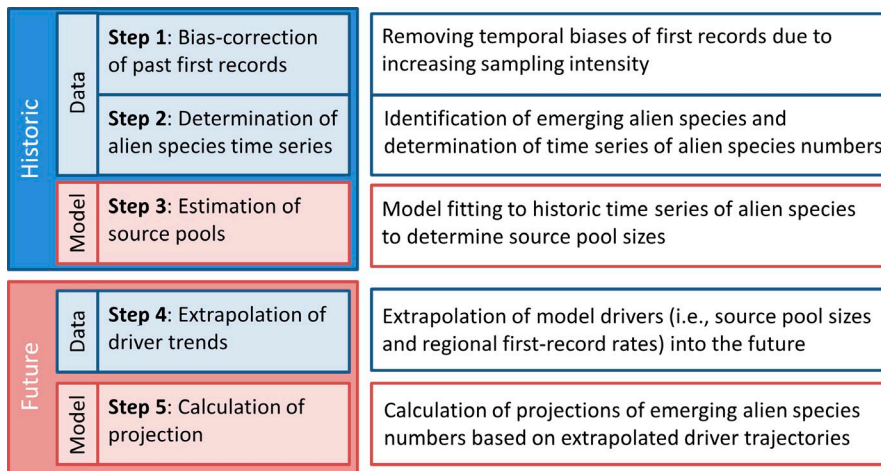 Historic
Data
Step 1: Bias-correction
of past first records
Removing temporal biases of first records due to
increasing sampling intensity
Step 2: Determination of
alien species time series
Identification of emerging alien species and
determination of time series of alien species numbers
Model
Step 3: Estimation of
source pools
Model fitting to historic time series of alien species
to determine source pool sizes
Future
Data
Step 4: Extrapolation of
driver trends
Extrapolation of model drivers (i.e., source pool sizes
and regional first-record rates) into the future
Model
Step 5: Calculation of
projection
Calculation of projections of emerging alien species
numbers based on extrapolated driver trajectories